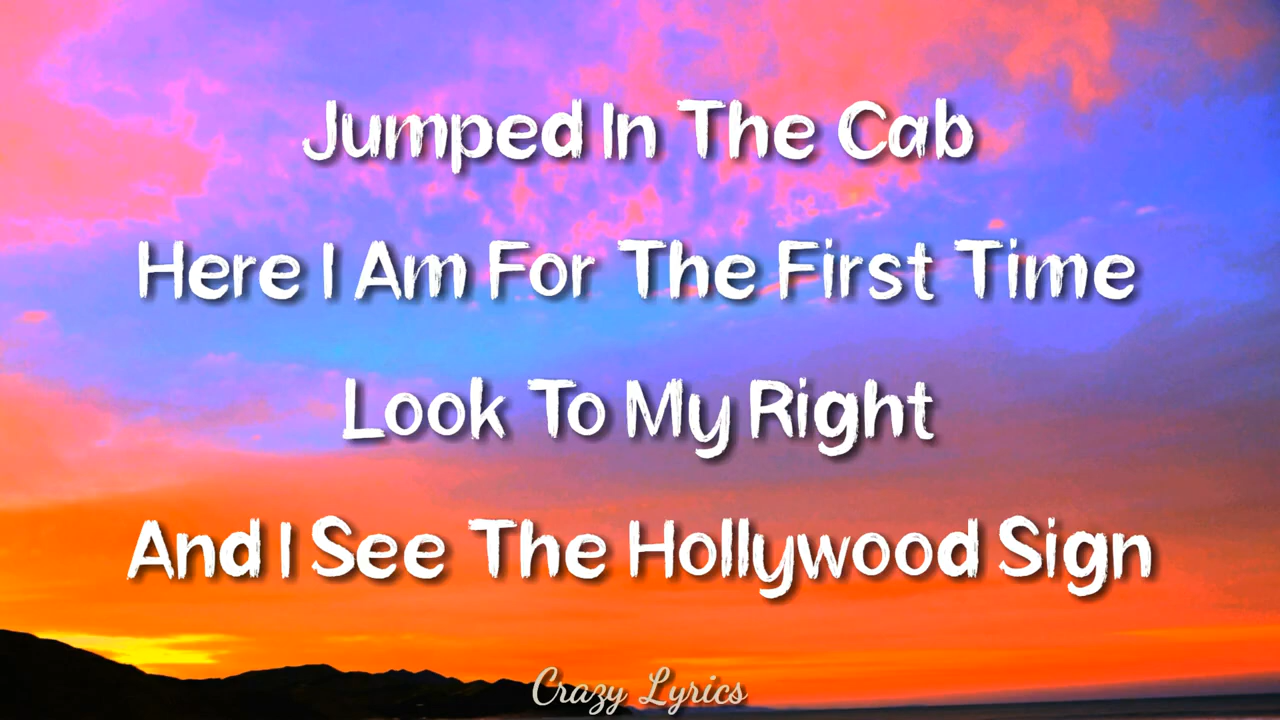 Jumped In The Cab
Here I Am For The First Time
Look To My Right
And I See The Hollywood Sign
Crazy Lyrics